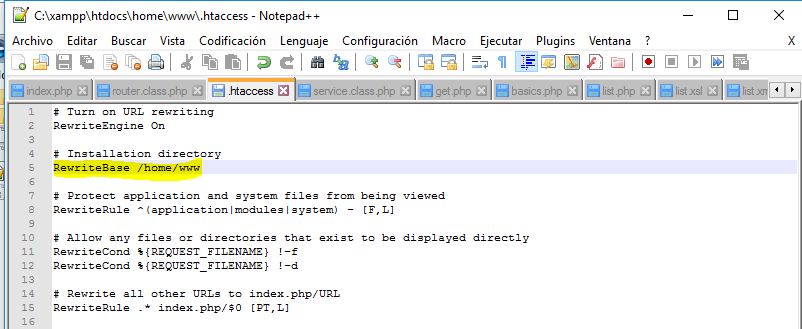 C:\xampp\htdocs\home\www\.htaccess - Notepad++
Archivo Editar Buscar Vista Codificación Lenguaje Configuración Macro Ejecutar Plugins Ventana ? X
index.php router.class.php .htaccess service.class.php get.php basics.php list.php list.xsl list.xm
1 # Turn on URL rewriting
2 RewriteEngine On
3
4 # Installation directory
5 RewriteBase /home/www
6
7 # Protect application and system files from being viewed
8 RewriteRule ^(application|modules|system) - [F,L]
9
10 # Allow any files or directories that exist to be displayed directly
11 RewriteCond %{REQUEST_FILENAME} !-f
12 RewriteCond %{REQUEST_FILENAME} !-d
13
14 # Rewrite all other URLs to index.php/URL
15 RewriteRule .* index.php/$0 [PT,L]
16